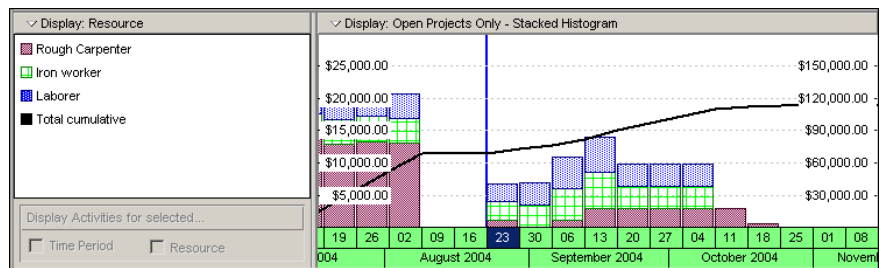 Display: Resource
Rough Carpenter
Iron worker
Laborer
Total cumulative
Display Activities for selected...
Time Period Resource
Display: Open Projects Only - Stacked Histogram
$25,000.00 $150,000.00
$20,000.00 $120,000.00
$15,000.00 $90,000.00
$10,000.00 $60,000.00
$5,000.00 $30,000.00
19 26 02 09 16 23 30 06 13 20 27 04 11 18 25 01 08
004 August 2004 September 2004 October 2004 Novem